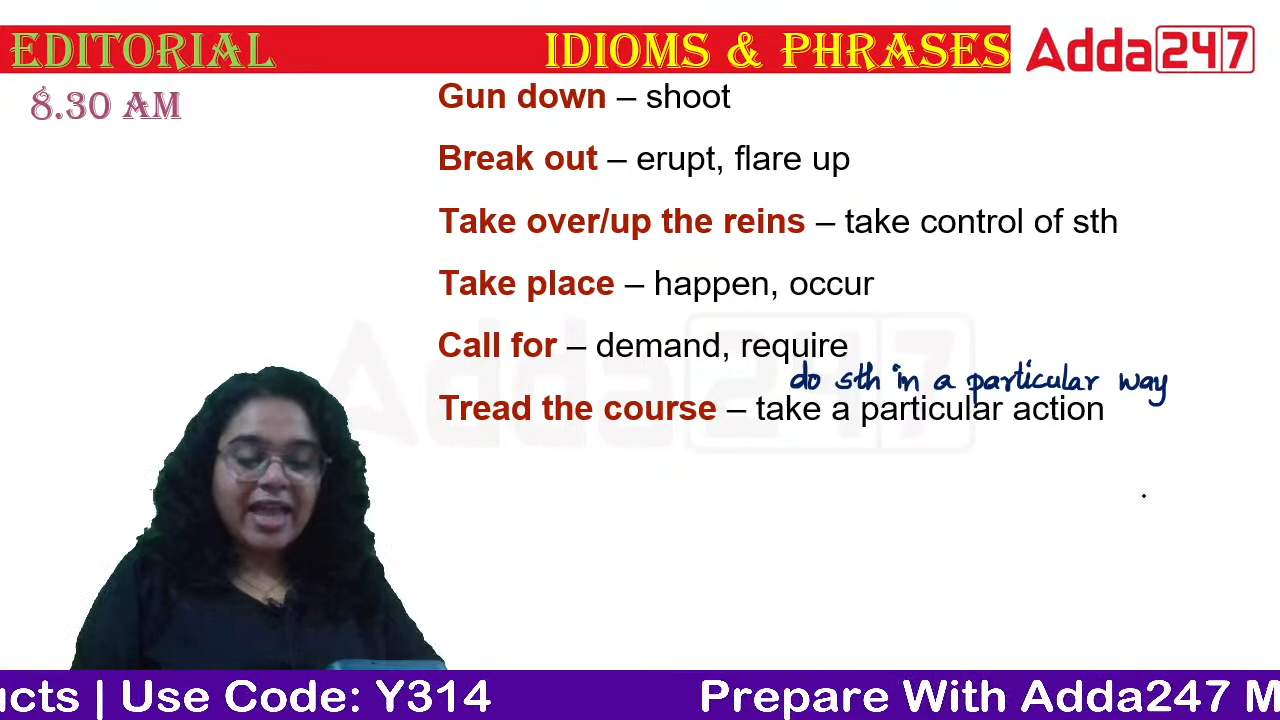 EDITORIAL
IDIOMS & PHRASES
Adda247
8.30 AM
Gun down – shoot
Break out – erupt, flare up
Take over/up the reins – take control of sth
Take place – happen, occur
Call for – demand, require
do sth in a particular way
Tread the course – take a particular action
Adda247
ucts | Use Code: Y314
Prepare With Adda247 M